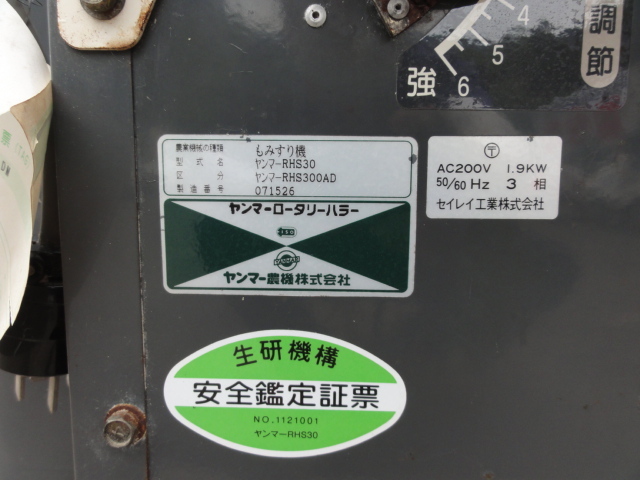 調節
4
5
強 6
農業機械の種類 もみすり機
型式名 ヤンマーRHS30
区分 ヤンマーRHS300AD
製造番号 071526
ヤンマーロータリーハラー
ヤンマー農機株式会社
AC200V 1.9KW
50/60 Hz 3 相
セイレイ工業株式会社
生研機構
安全鑑定証票
NO.1121001
ヤンマーRHS30